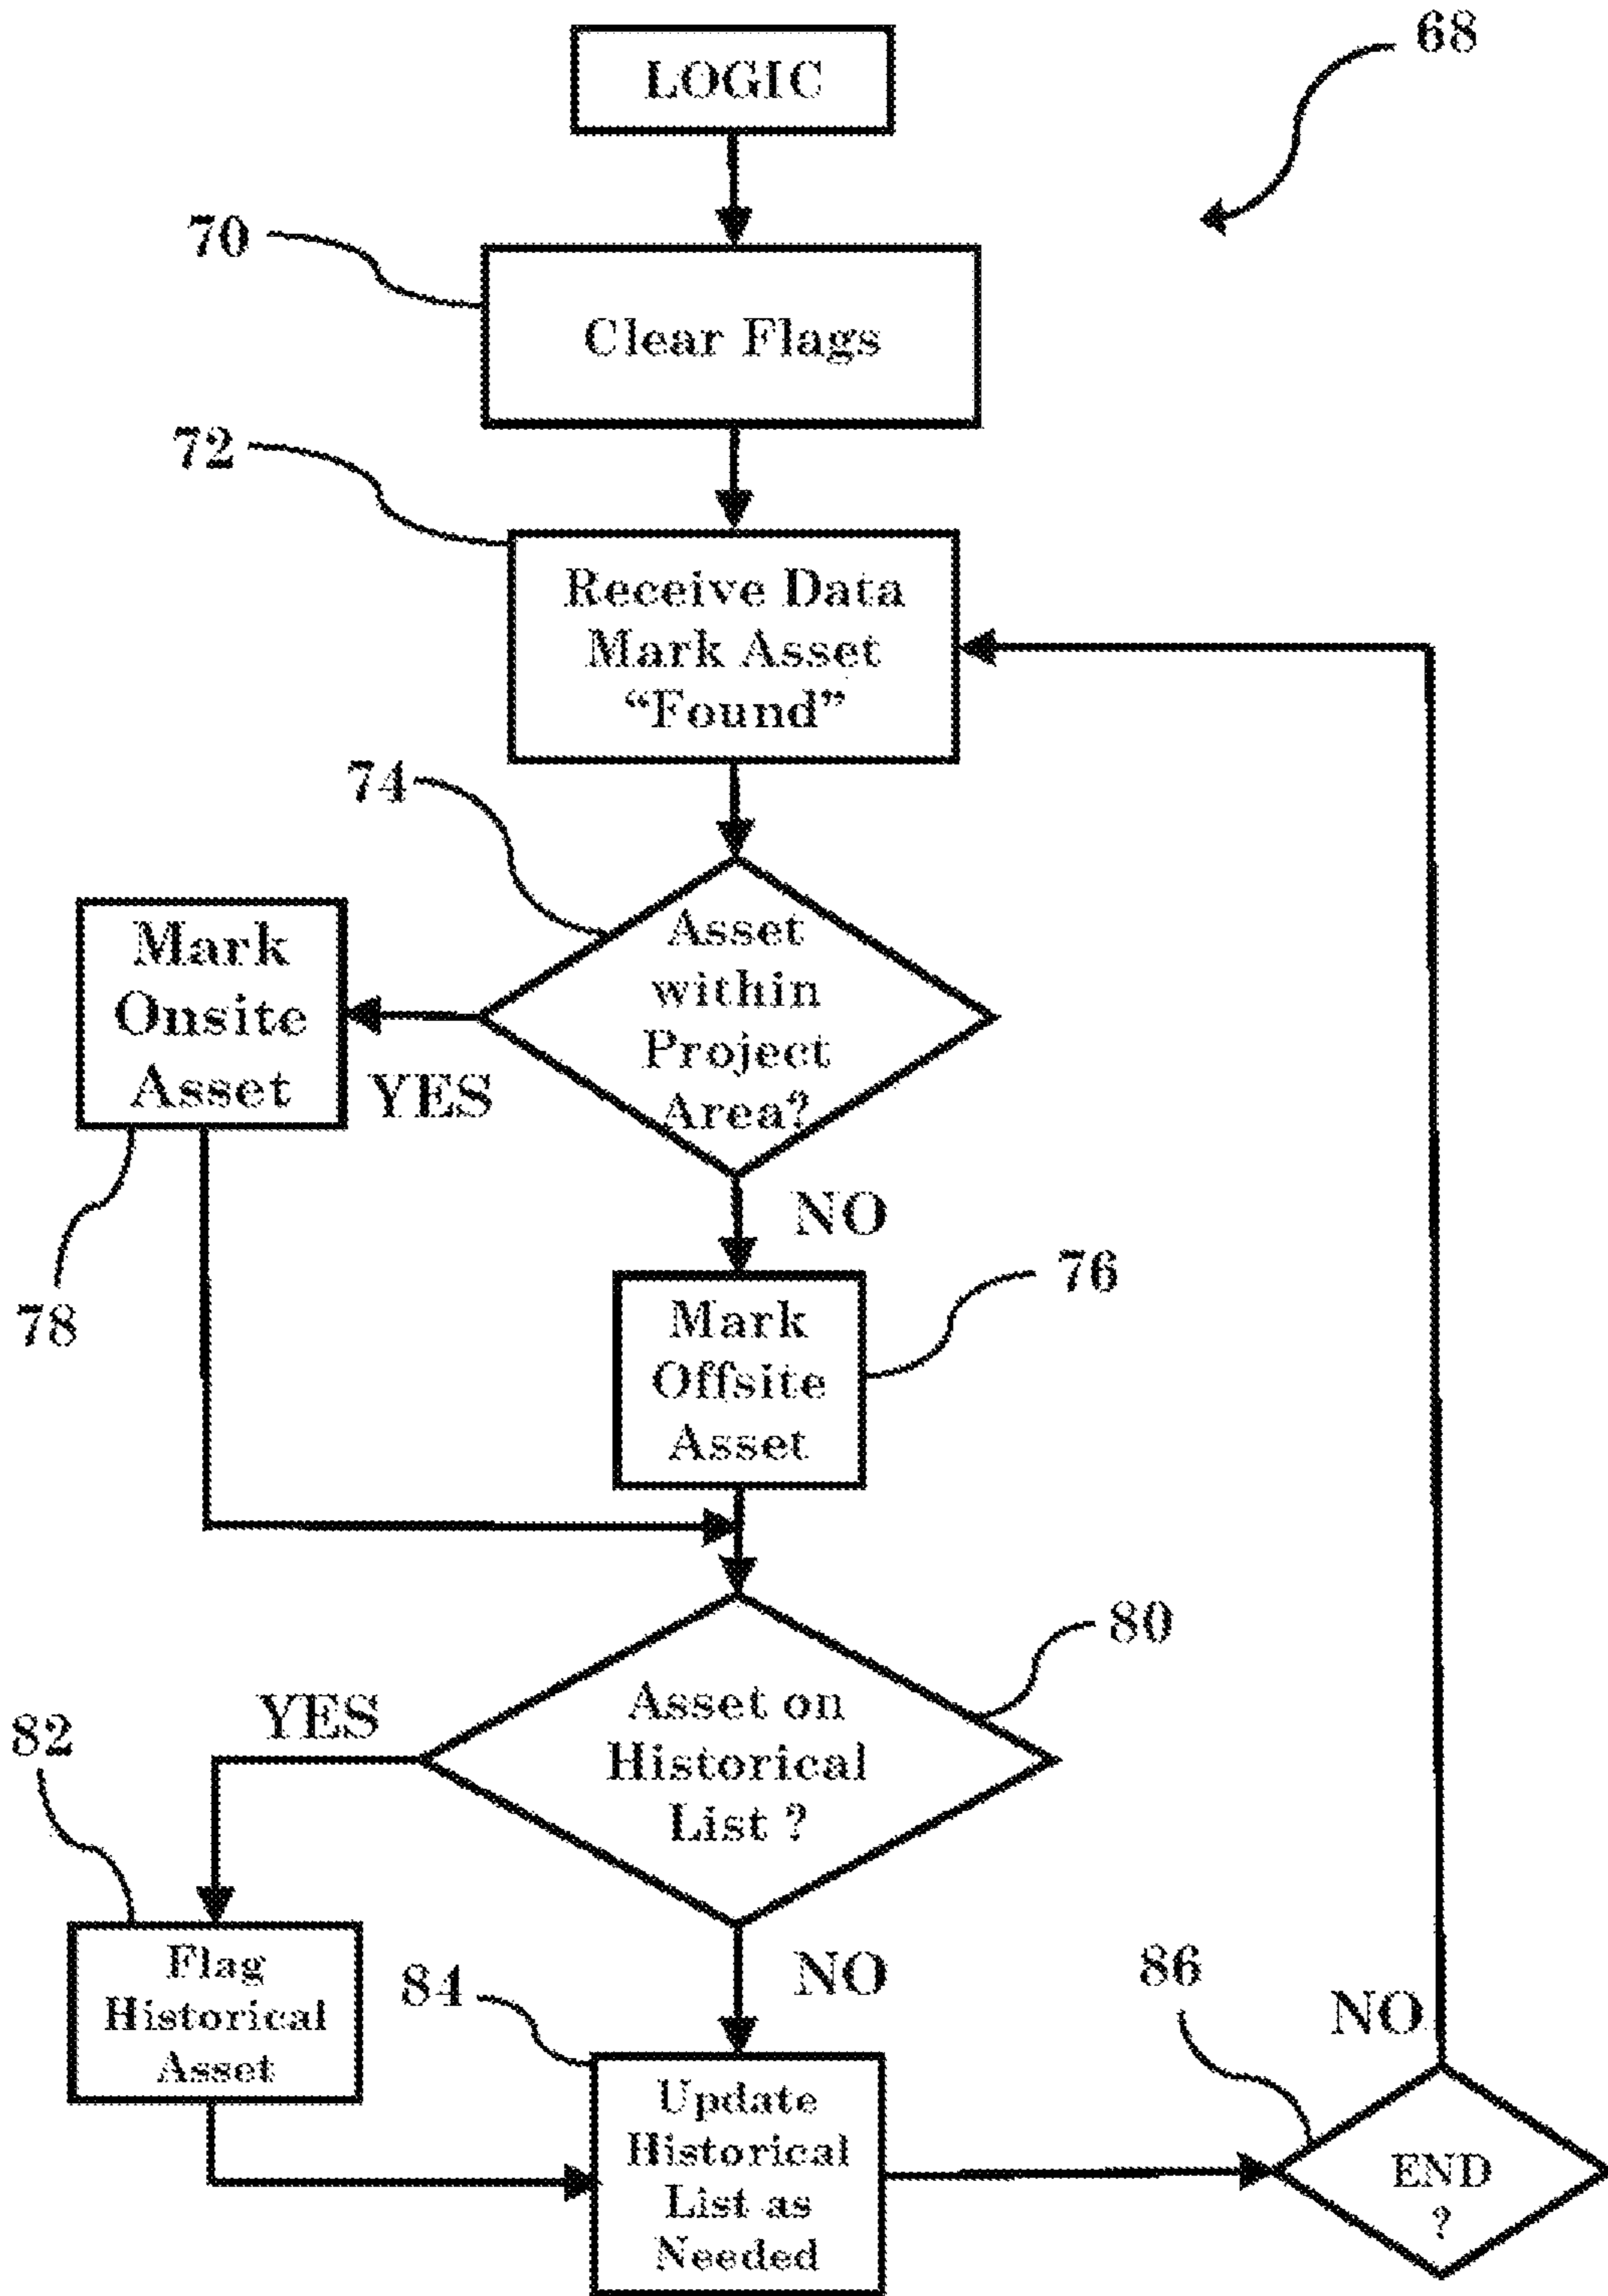 LOGIC
68
70
Clear Flags
72
Receive Data
Mark Asset
“Found”
74
Asset
within
Project
Area?
Mark
Onsite
Asset
YES
78
NO
76
Mark
Offsite
Asset
80
Asset on
Historical
List ?
YES
82
Flag
Historical
Asset
NO
84
Update
Historical
List as
Needed
86
NO
END
?